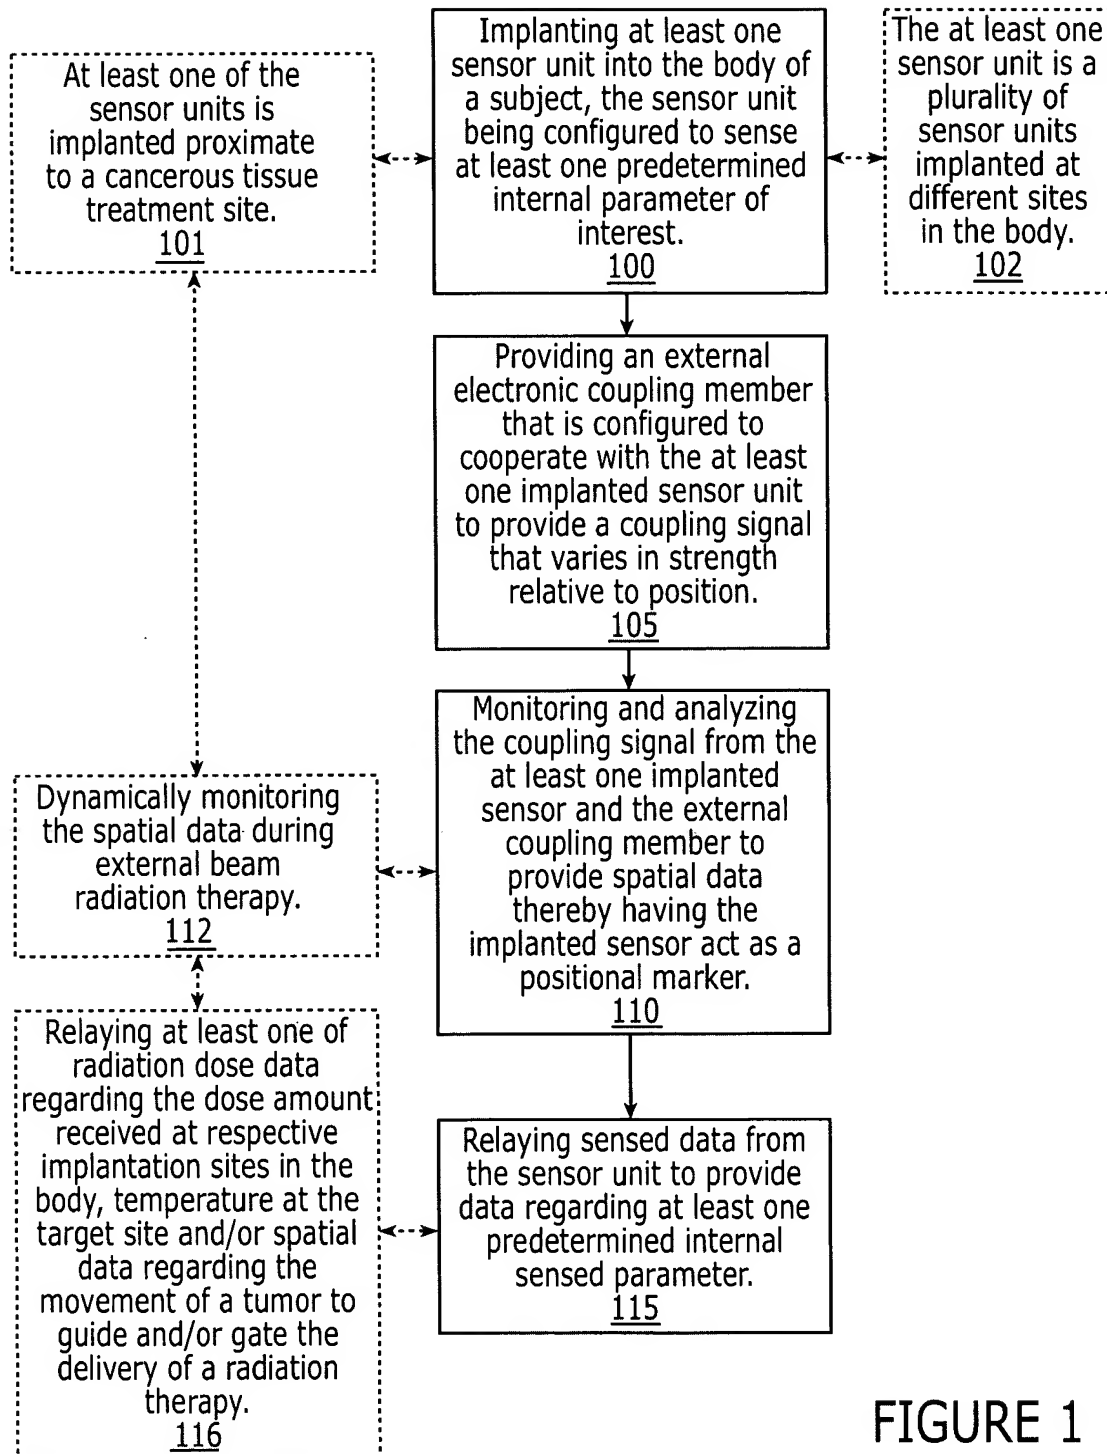 At least one of the
sensor units is
implanted proximate
to a cancerous tissue
treatment site.
101
Implanting at least one
sensor unit into the body of
a subject, the sensor unit
being configured to sense
at least one predetermined
internal parameter of
interest.
100
The at least one
sensor unit is a
plurality of
sensor units
implanted at
different sites
in the body.
102
Providing an external
electronic coupling member
that is configured to
cooperate with the at least
one implanted sensor unit
to provide a coupling signal
that varies in strength
relative to position.
105
Monitoring and analyzing
the coupling signal from the
at least one implanted
sensor and the external
coupling member to
provide spatial data
thereby having the
implanted sensor act as a
positional marker.
110
Dynamically monitoring
the spatial data during
external beam
radiation therapy.
112
Relaying at least one of
radiation dose data
regarding the dose amount
received at respective
implantation sites in the
body, temperature at the
target site and/or spatial
data regarding the
movement of a tumor to
guide and/or gate the
delivery of a radiation
therapy.
116
Relaying sensed data from
the sensor unit to provide
data regarding at least one
predetermined internal
sensed parameter.
115
FIGURE 1